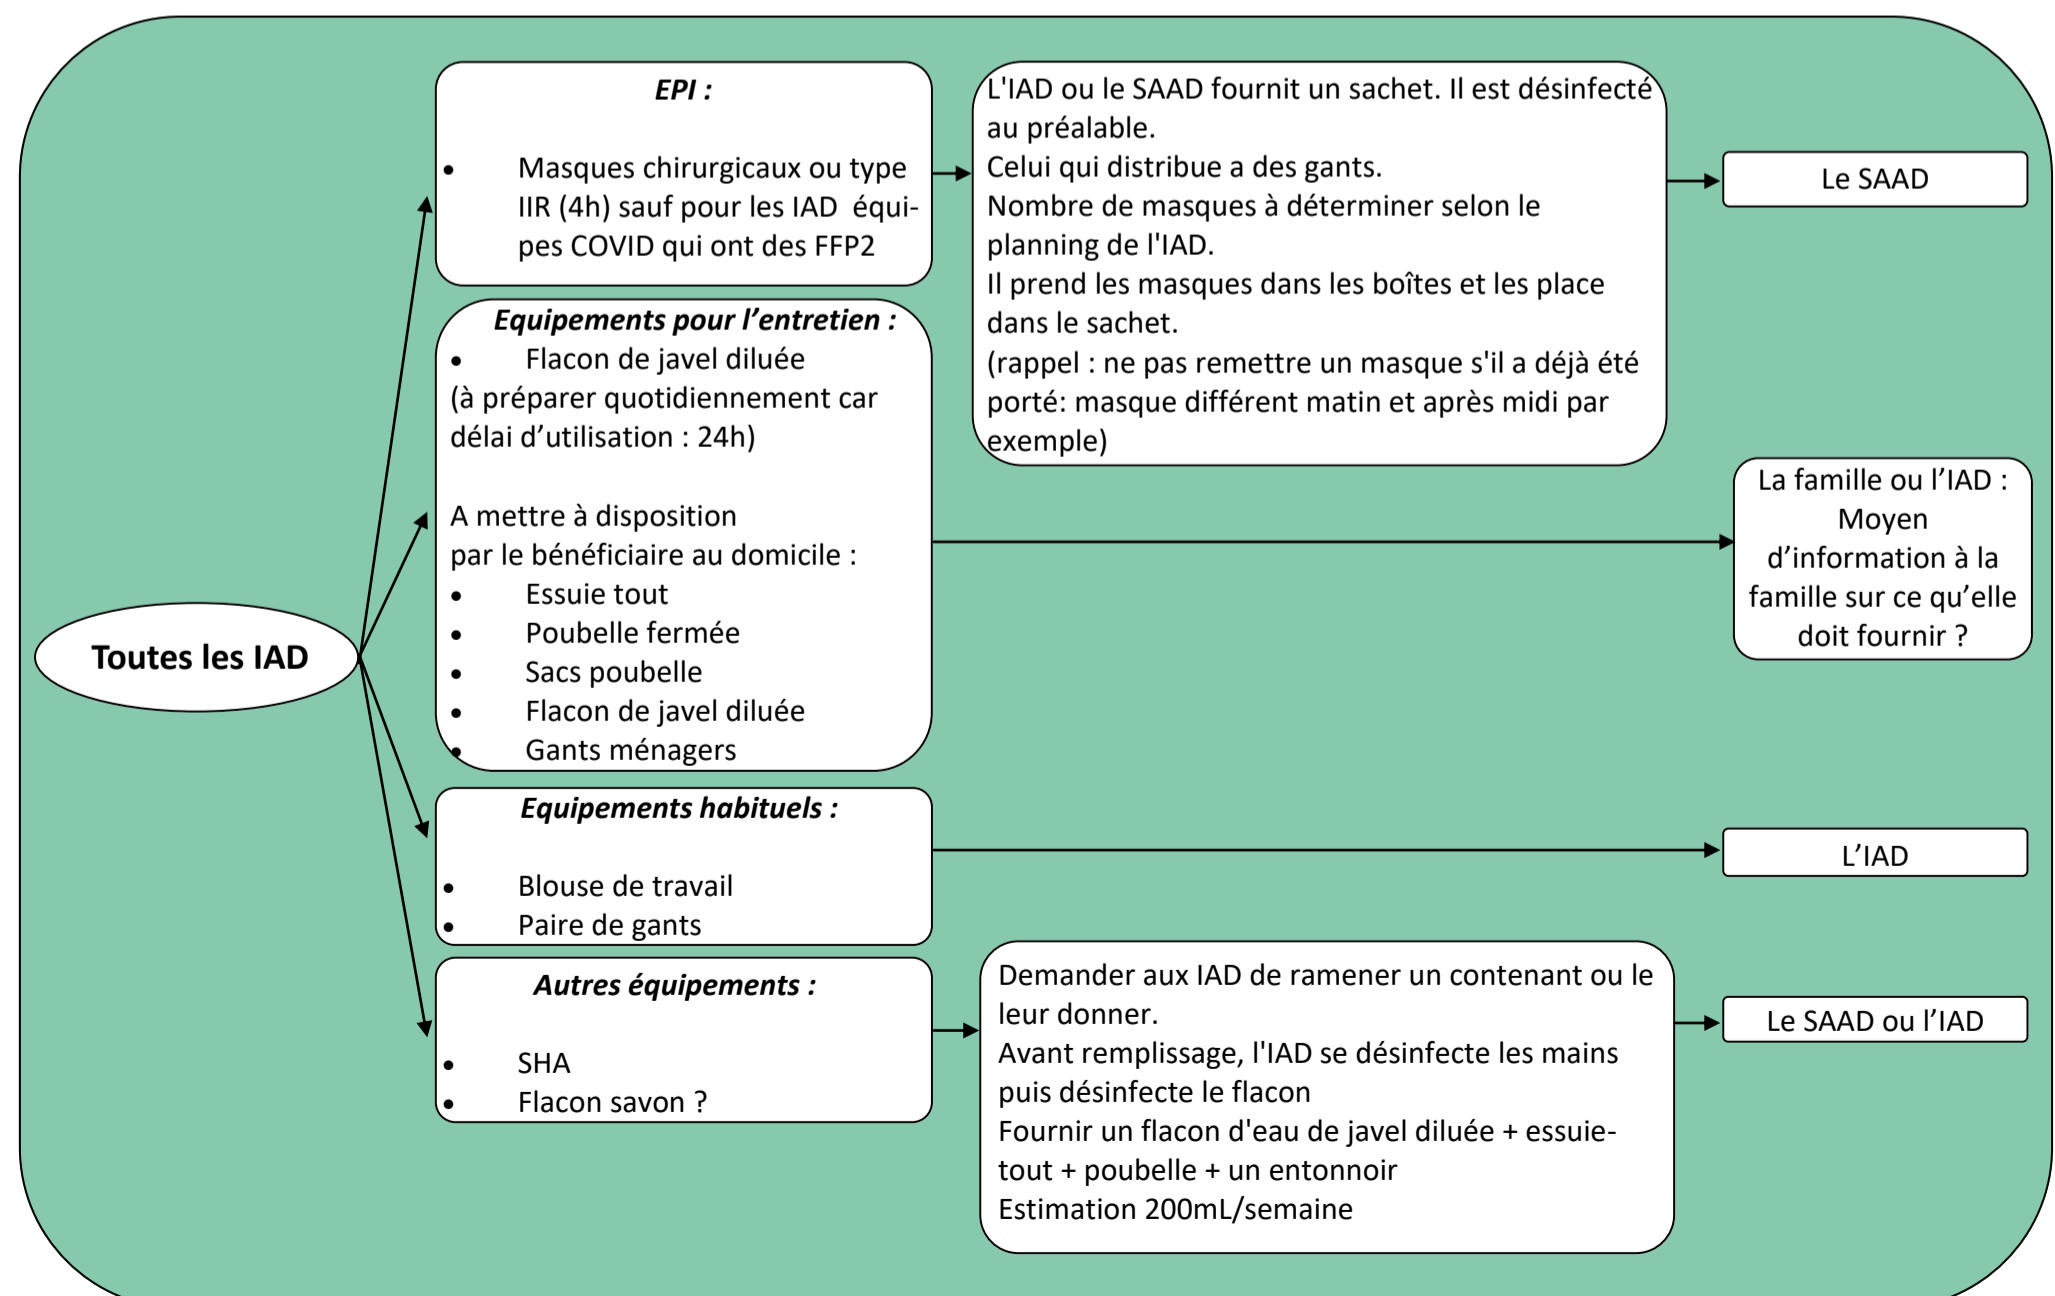 Toutes les IAD
EPI :
• Masques chirurgicaux ou type
IIR (4h) sauf pour les IAD équi-
pes COVID qui ont des FFP2
L'IAD ou le SAAD fournit un sachet. Il est désinfecté
au préalable.
Celui qui distribue a des gants.
Nombre de masques à déterminer selon le
planning de l'IAD.
Il prend les masques dans les boîtes et les place
dans le sachet.
(rappel : ne pas remettre un masque s'il a déjà été
porté: masque différent matin et après midi par
exemple)
Le SAAD
Equipements pour l’entretien :
• Flacon de javel diluée
(à préparer quotidiennement car
délai d’utilisation : 24h)
A mettre à disposition
par le bénéficiaire au domicile :
• Essuie tout
• Poubelle fermée
• Sacs poubelle
• Flacon de javel diluée
• Gants ménagers
La famille ou l’IAD :
Moyen
d’information à la
famille sur ce qu’elle
doit fournir ?
Equipements habituels :
• Blouse de travail
• Paire de gants
L’IAD
Autres équipements :
• SHA
• Flacon savon ?
Demander aux IAD de ramener un contenant ou le
leur donner.
Avant remplissage, l'IAD se désinfecte les mains
puis désinfecte le flacon
Fournir un flacon d'eau de javel diluée + essuie-
tout + poubelle + un entonnoir
Estimation 200mL/semaine
Le SAAD ou l’IAD